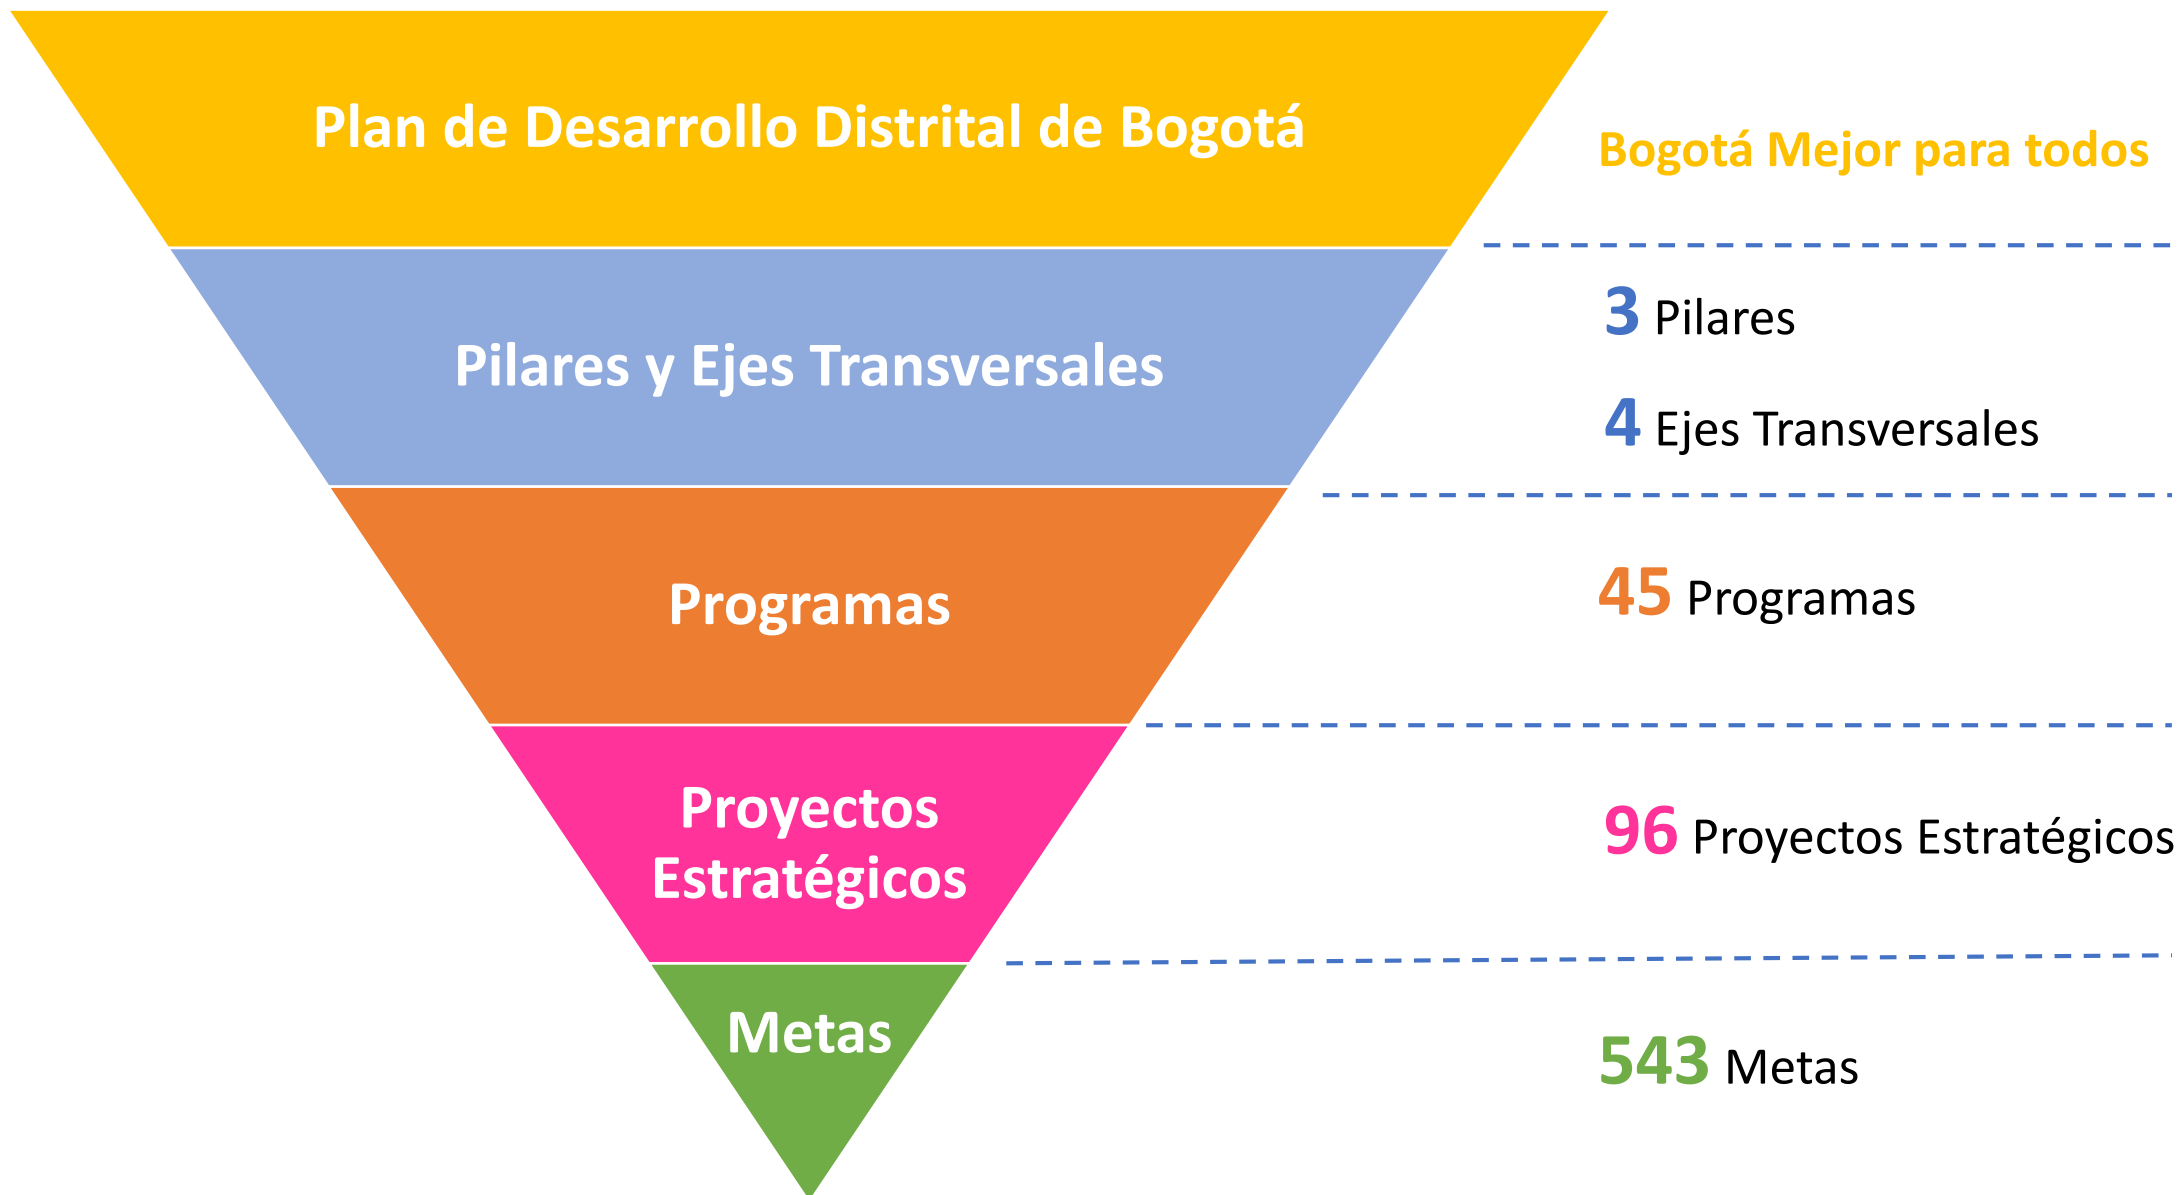 Plan de Desarrollo Distrital de Bogotá
Bogotá Mejor para todos
Pilares y Ejes Transversales
3 Pilares
4 Ejes Transversales
Programas
45 Programas
Proyectos
Estratégicos
96 Proyectos Estratégicos
Metas
543 Metas